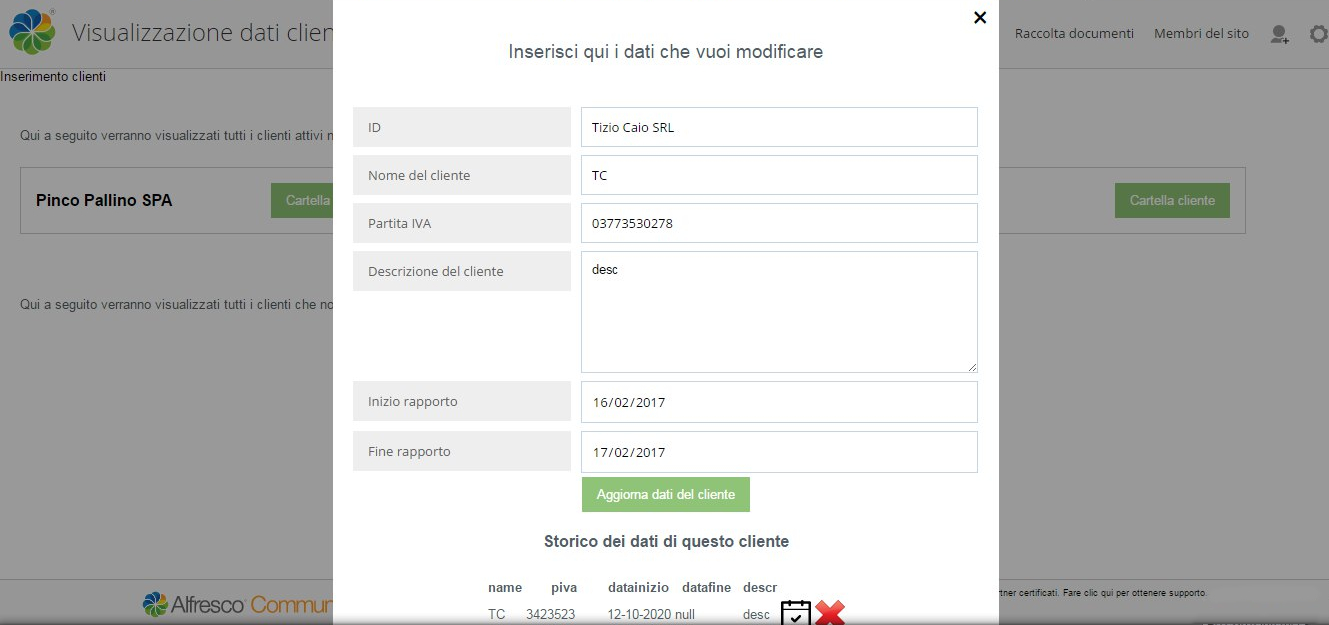 Visualizzazione dati clien
Raccolta documenti
Membri del sito
Inserimento clienti
Qui a seguito verranno visualizzati tutti i clienti attivi n
Pinco Pallino SPA
Cartella
Cartella cliente
Qui a seguito verranno visualizzati tutti i clienti che no
×
Inserisci qui i dati che vuoi modificare
ID
Tizio Caio SRL
Nome del cliente
TC
Partita IVA
03773530278
Descrizione del cliente
desc
Inizio rapporto
16/02/2017
Fine rapporto
17/02/2017
Aggiorna dati del cliente
Storico dei dati di questo cliente
name piva datainizio datafine descr
TC 3423523 12-10-2020 null desc
Alfresco® Commun
rtner certificati. Fare clic qui per ottenere supporto.